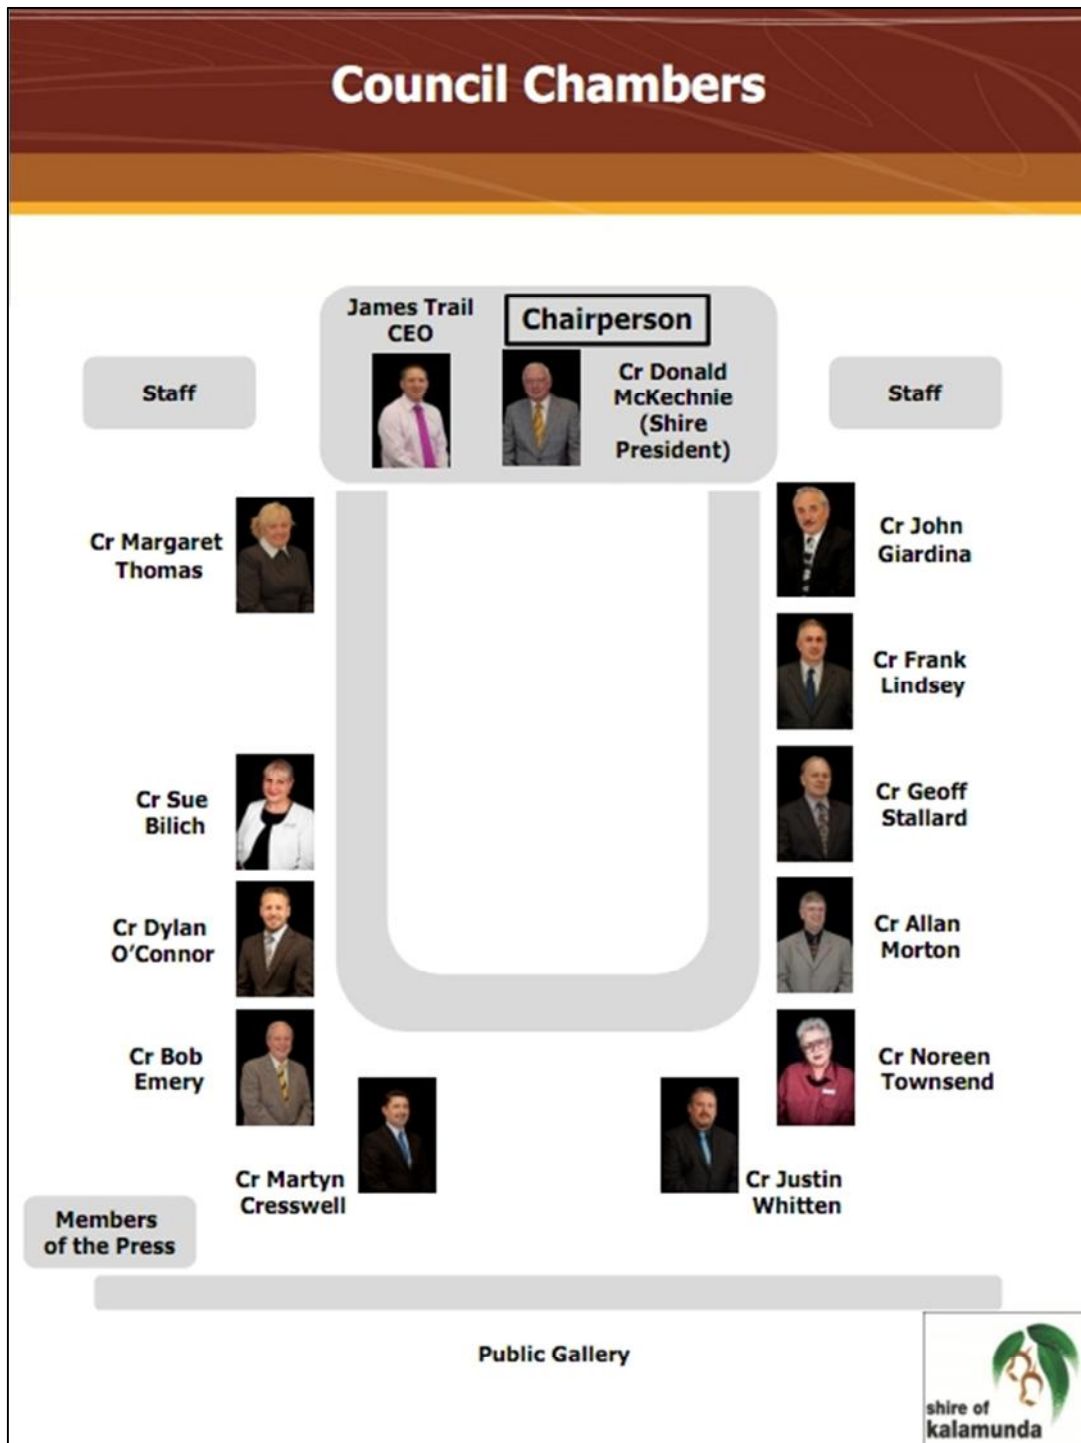 Council Chambers
James Trail
CEO
Chairperson
Cr Donald
McKechnie
(Shire
President)
Staff
Staff
Cr Margaret
Thomas
Cr John
Giardina
Cr Frank
Lindsey
Cr Sue
Bilich
Cr Geoff
Stallard
Cr Dylan
O'Connor
Cr Allan
Morton
Cr Bob
Emery
Cr Noreen
Townsend
Cr Martyn
Cresswell
Cr Justin
Whitten
Members
of the Press
Public Gallery
shire of
kalamunda